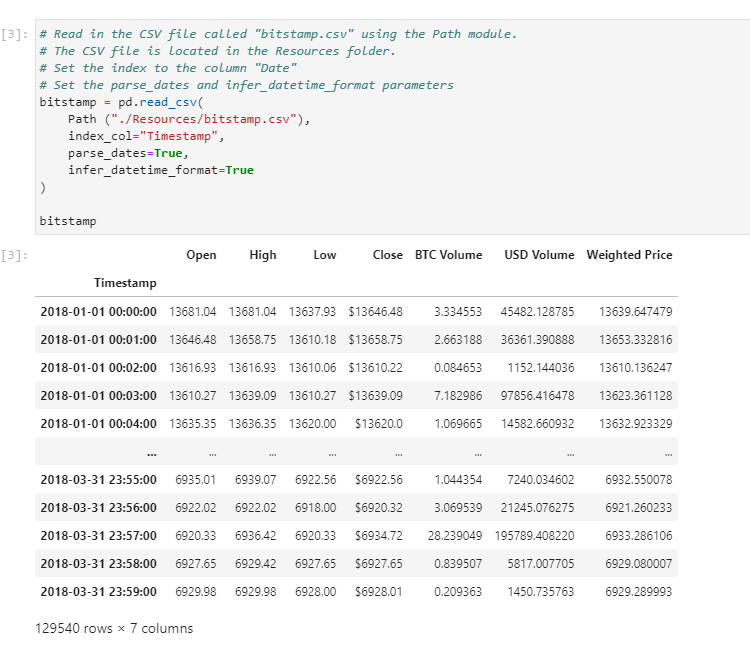 [3]: # Read in the CSV file called "bitstamp.csv" using the Path module.
# The CSV file is located in the Resources folder.
# Set the index to the column "Date"
# Set the parse_dates and infer_datetime_format parameters
bitstamp = pd.read_csv(
    Path ("./Resources/bitstamp.csv"),
    index_col="Timestamp",
    parse_dates=True,
    infer_datetime_format=True
)
bitstamp
[3]: Open High Low Close BTC Volume USD Volume Weighted Price
Timestamp
2018-01-01 00:00:00 13681.04 13681.04 13637.93 $13646.48 3.334553 45482.128785 13639.647479
2018-01-01 00:01:00 13646.48 13658.75 13610.18 $13658.75 2.663188 36361.390888 13653.332816
2018-01-01 00:02:00 13616.93 13616.93 13610.06 $13610.22 0.084653 1152.144036 13610.136247
2018-01-01 00:03:00 13610.27 13639.09 13610.27 $13639.09 7.182986 97856.416478 13623.361128
2018-01-01 00:04:00 13635.35 13636.35 13620.00 $13620.0 1.069665 14582.660932 13632.923329
... ... ... ... ... ... ... ...
2018-03-31 23:55:00 6935.01 6939.07 6922.56 $6922.56 1.044354 7240.034602 6932.550078
2018-03-31 23:56:00 6922.02 6922.02 6918.00 $6920.32 3.069539 21245.076275 6921.260233
2018-03-31 23:57:00 6920.33 6936.42 6920.33 $6934.72 28.239049 195789.408220 6933.286106
2018-03-31 23:58:00 6927.65 6929.42 6927.65 $6927.65 0.839507 5817.007705 6929.080007
2018-03-31 23:59:00 6929.98 6929.98 6928.00 $6928.01 0.209363 1450.735763 6929.289993
129540 rows × 7 columns